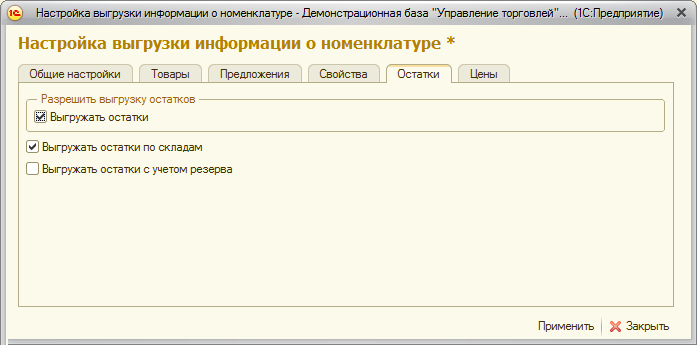 Настройка выгрузки информации о номенклатуре - Демонстрационная база "Управление торговлей"... (1С:Предприятие)
Настройка выгрузки информации о номенклатуре *
Общие настройки Товары Предложения Свойства Остатки Цены
Разрешить выгрузку остатков
Выгружать остатки
Выгружать остатки по складам
Выгружать остатки с учетом резерва
Применить Закрыть